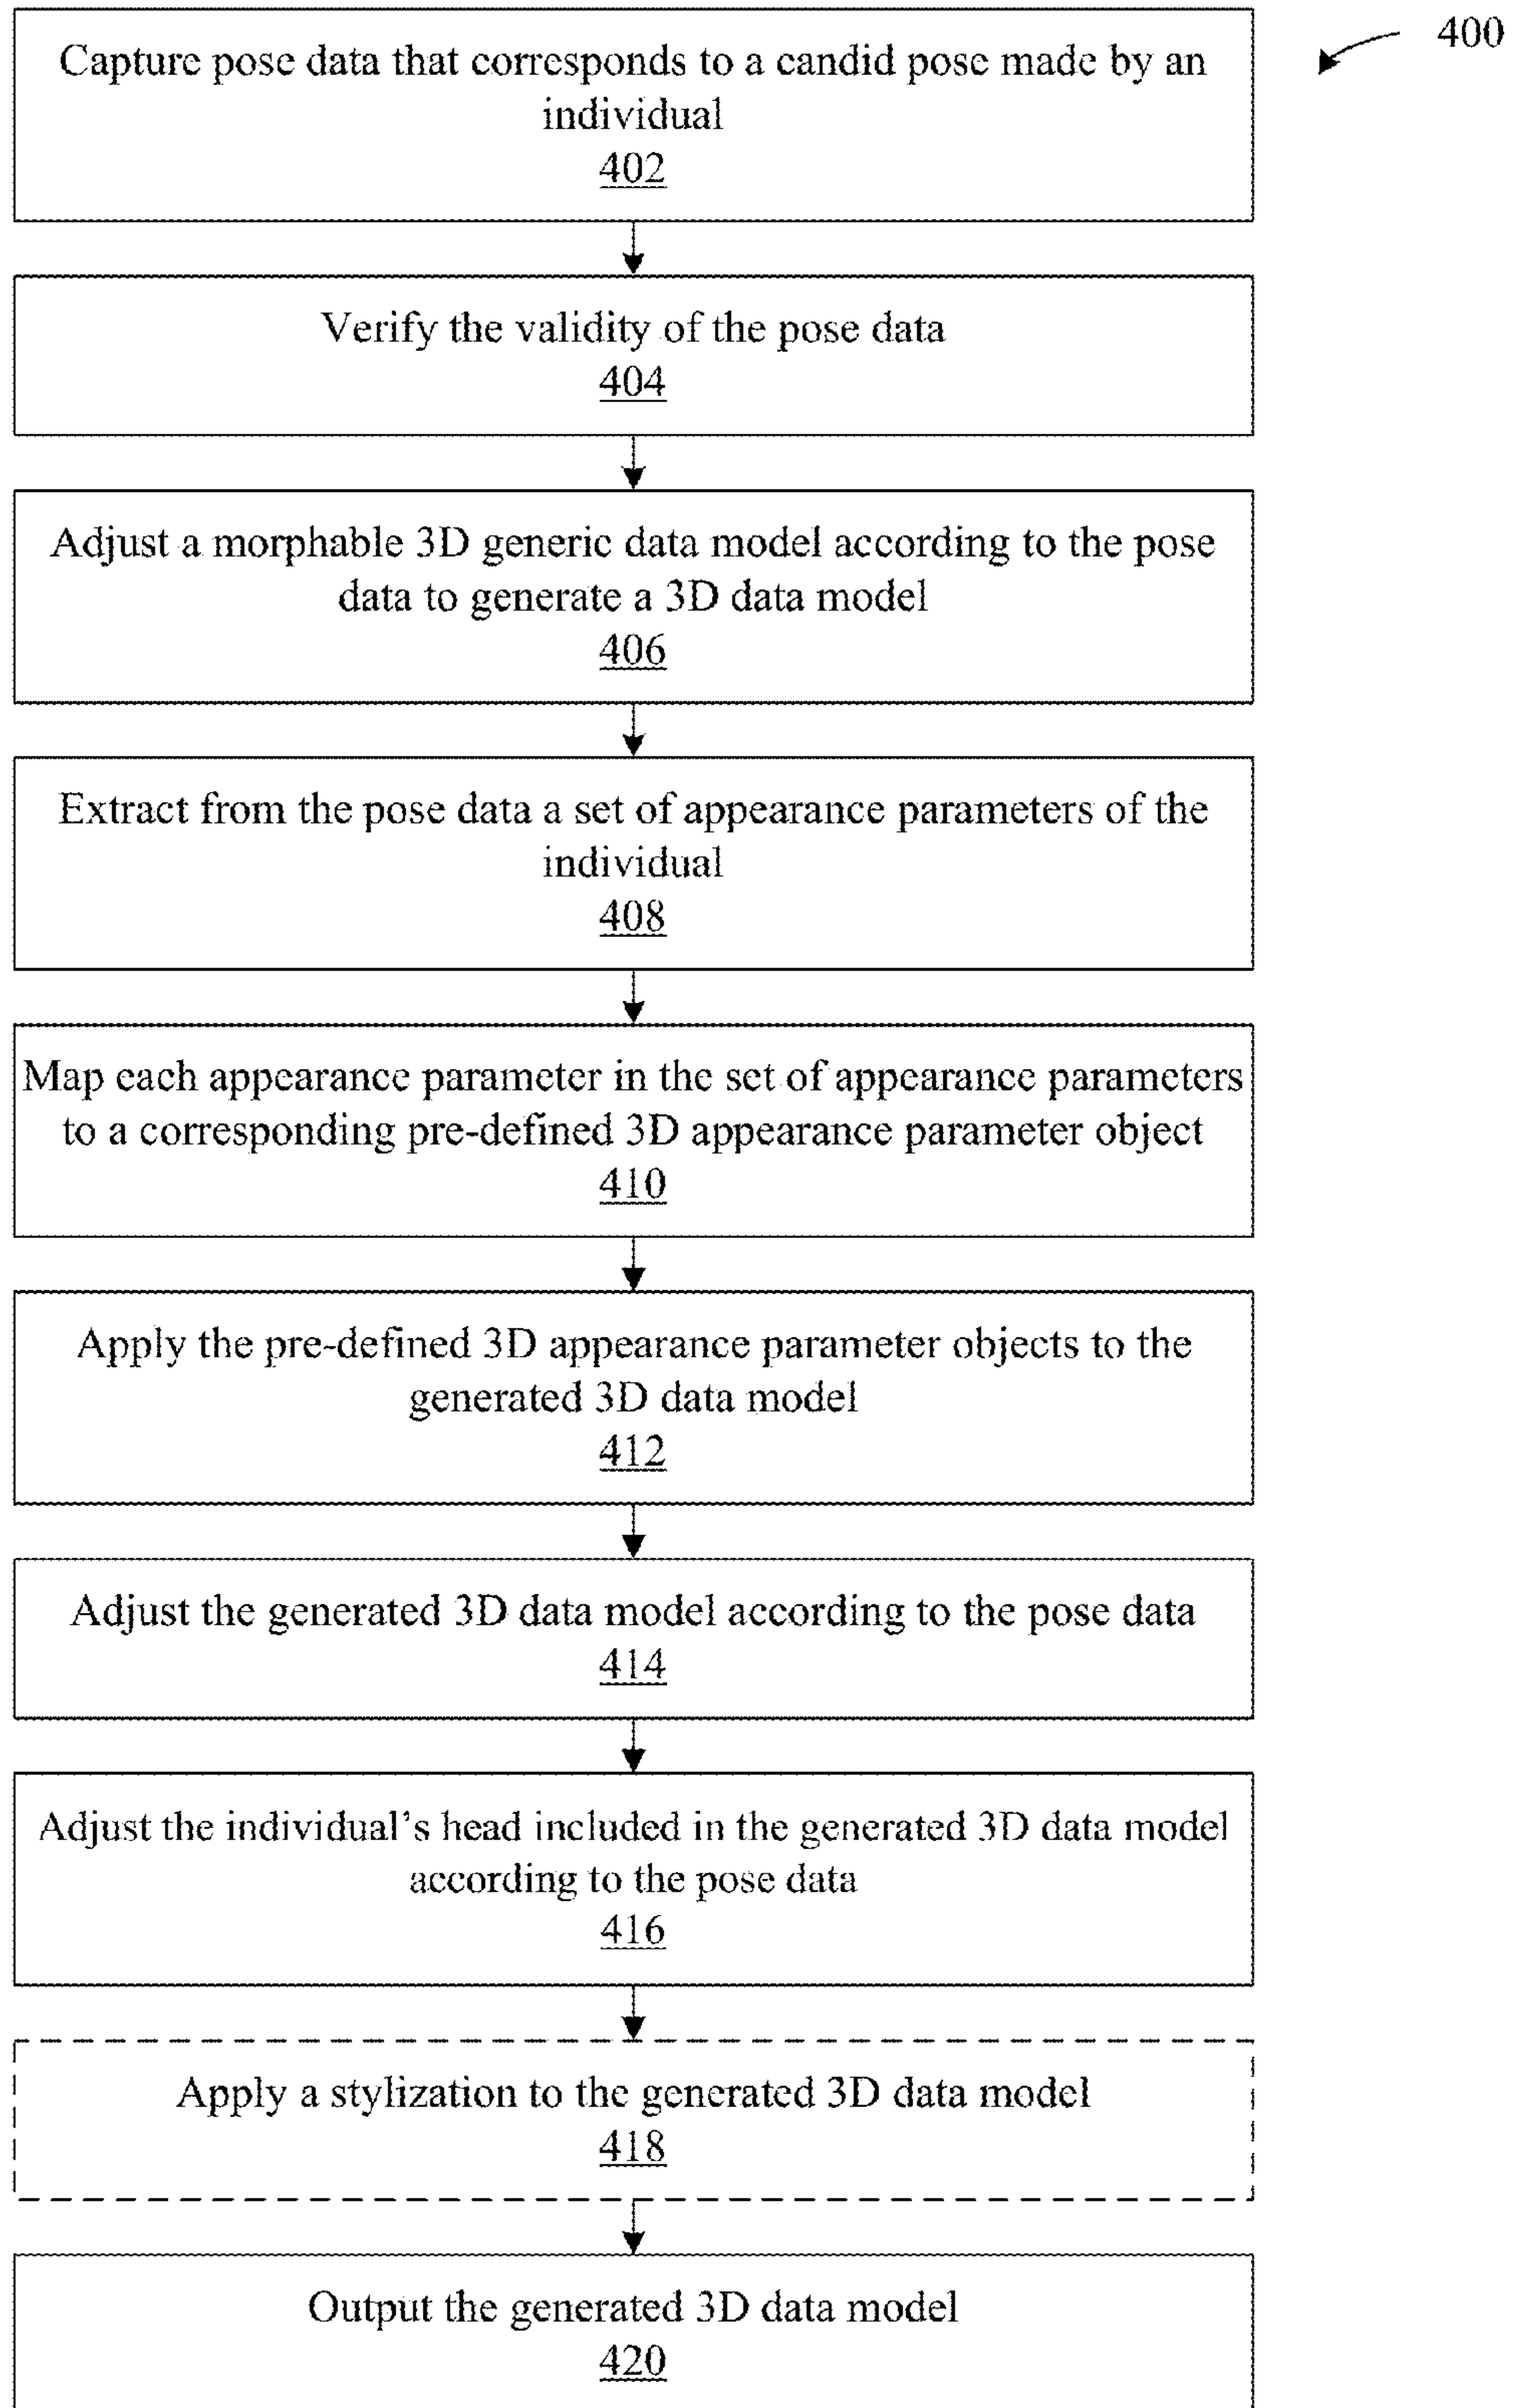 400
Capture pose data that corresponds to a candid pose made by an
individual
402
Verify the validity of the pose data
404
Adjust a morphable 3D generic data model according to the pose
data to generate a 3D data model
406
Extract from the pose data a set of appearance parameters of the
individual
408
Map each appearance parameter in the set of appearance parameters
to a corresponding pre-defined 3D appearance parameter object
410
Apply the pre-defined 3D appearance parameter objects to the
generated 3D data model
412
Adjust the generated 3D data model according to the pose data
414
Adjust the individual's head included in the generated 3D data model
according to the pose data
416
Apply a stylization to the generated 3D data model
418
Output the generated 3D data model
420